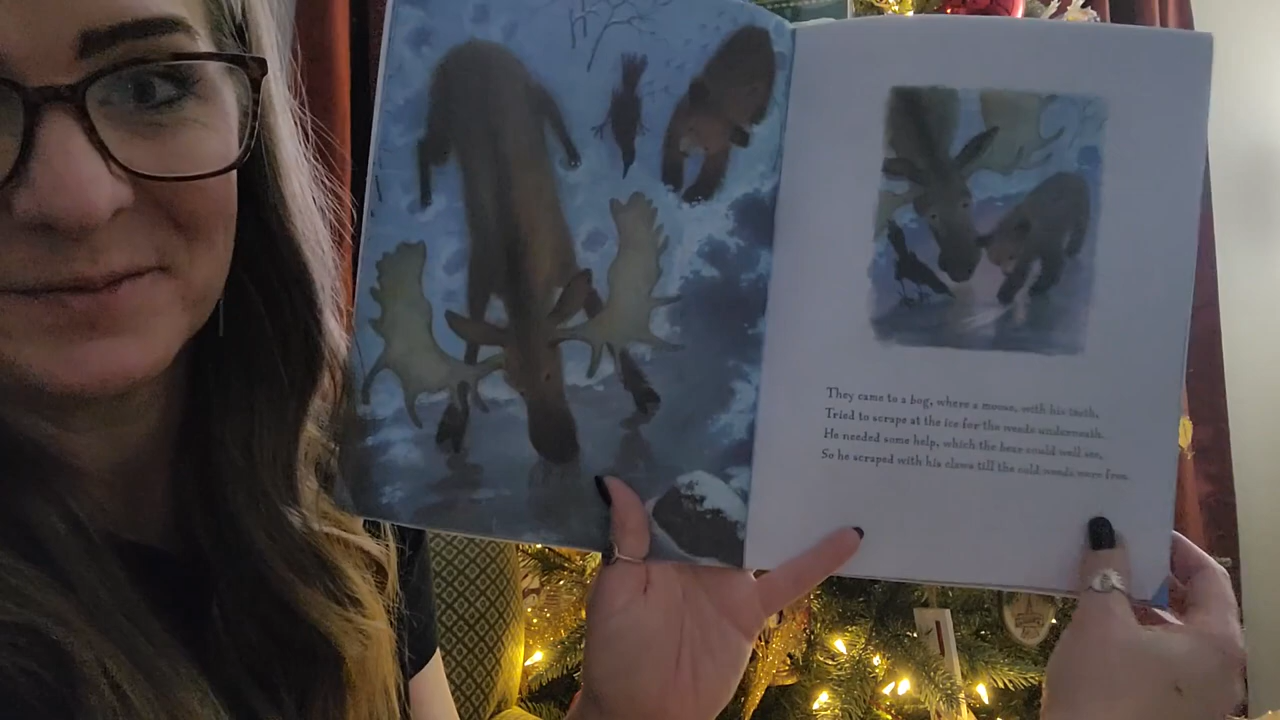 They came to a bog, where a moose, with his teeth,
Tried to scrape at the ice for the weeds underneath.
He needed some help, which the bear could well see,
So he scraped with his claws till the cold weeds were free.